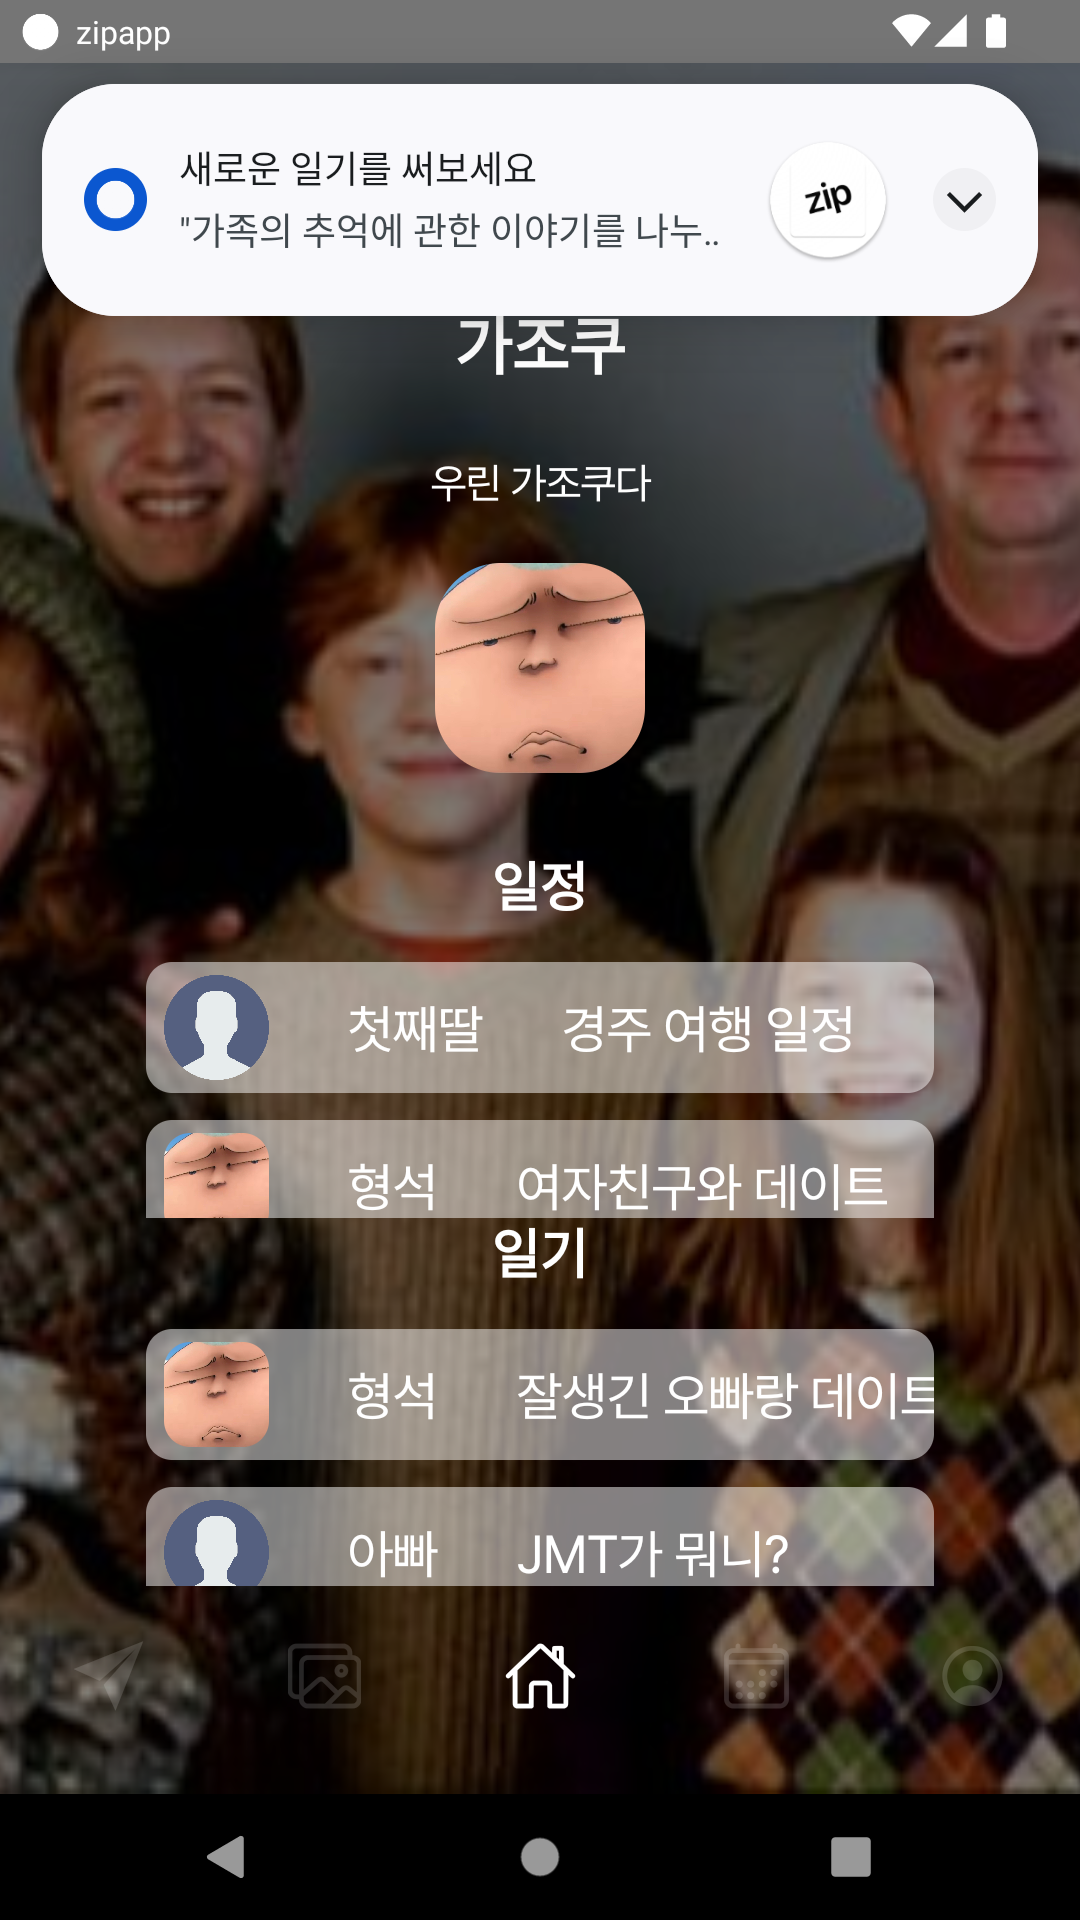 zipapp
새로운 일기를 써보세요
"가족의 추억에 관한 이야기를 나누..
zip
가조쿠
우린 가조쿠다
일정
첫째딸 경주 여행 일정
형석 여자친구와 데이트
일기
형석 잘생긴 오빠랑 데이트
아빠 JMT가 뭐니?